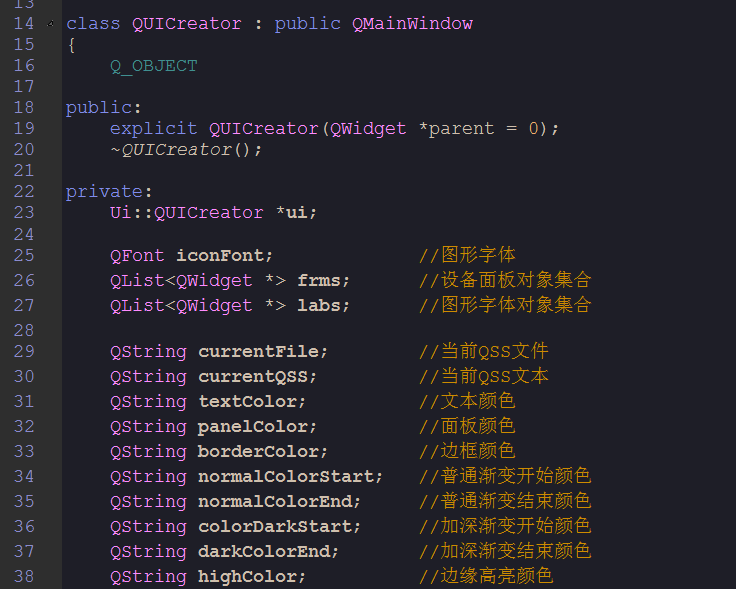 13
14 class QUICreator : public QMainWindow
15 {
16     Q_OBJECT
17
18 public:
19     explicit QUICreator(QWidget *parent = 0);
20     ~QUICreator();
21
22 private:
23     Ui::QUICreator *ui;
24
25     QFont iconFont;             //图形字体
26     QList<QWidget *> frms;      //设备面板对象集合
27     QList<QWidget *> labs;      //图形字体对象集合
28
29     QString currentFile;        //当前QSS文件
30     QString currentQSS;         //当前QSS文本
31     QString textColor;          //文本颜色
32     QString panelColor;         //面板颜色
33     QString borderColor;        //边框颜色
34     QString normalColorStart;   //普通渐变开始颜色
35     QString normalColorEnd;     //普通渐变结束颜色
36     QString colorDarkStart;     //加深渐变开始颜色
37     QString darkColorEnd;       //加深渐变结束颜色
38     QString highColor;          //边缘高亮颜色